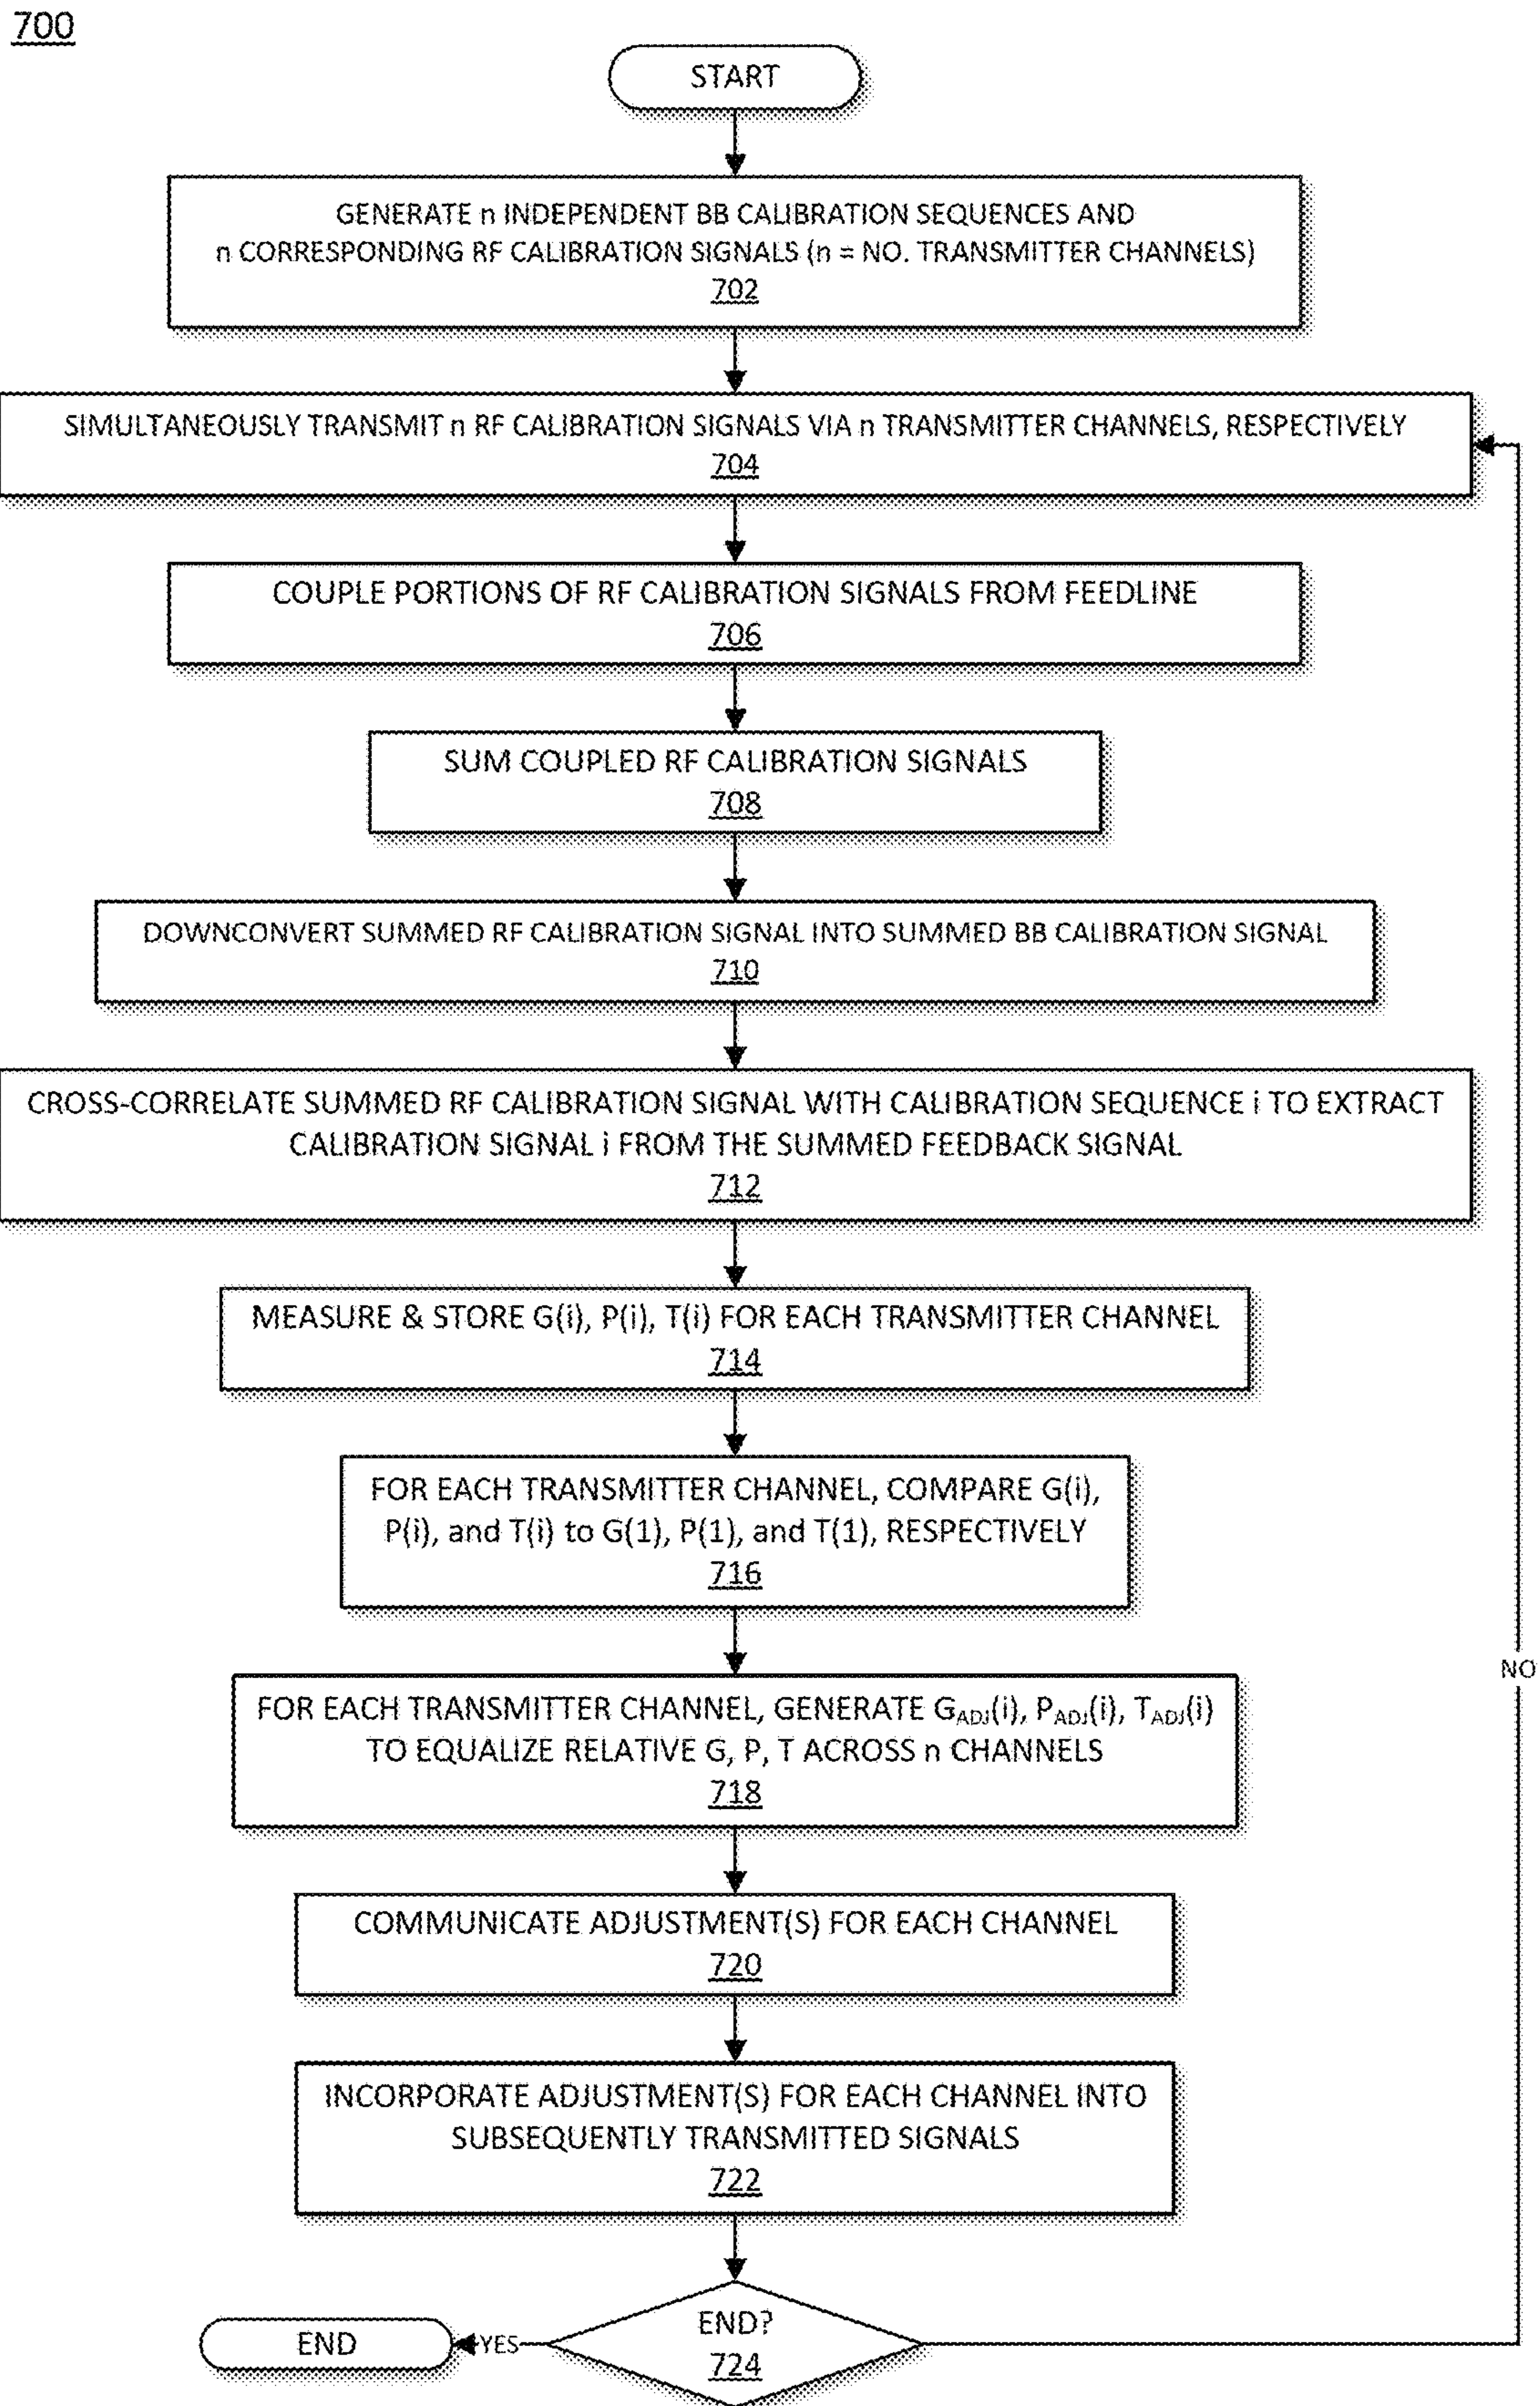 700
START
GENERATE n INDEPENDENT BB CALIBRATION SEQUENCES AND
n CORRESPONDING RF CALIBRATION SIGNALS (n = NO. TRANSMITTER CHANNELS)
702
SIMULTANEOUSLY TRANSMIT n RF CALIBRATION SIGNALS VIA n TRANSMITTER CHANNELS, RESPECTIVELY
704
COUPLE PORTIONS OF RF CALIBRATION SIGNALS FROM FEEDLINE
706
SUM COUPLED RF CALIBRATION SIGNALS
708
DOWNCONVERT SUMMED RF CALIBRATION SIGNAL INTO SUMMED BB CALIBRATION SIGNAL
710
CROSS-CORRELATE SUMMED RF CALIBRATION SIGNAL WITH CALIBRATION SEQUENCE i TO EXTRACT
CALIBRATION SIGNAL i FROM THE SUMMED FEEDBACK SIGNAL
712
MEASURE & STORE G(i), P(i), T(i) FOR EACH TRANSMITTER CHANNEL
714
FOR EACH TRANSMITTER CHANNEL, COMPARE G(i),
P(i), and T(i) to G(1), P(1), and T(1), RESPECTIVELY
716
FOR EACH TRANSMITTER CHANNEL, GENERATE GADJ(i), PADJ(i), TADJ(i)
TO EQUALIZE RELATIVE G, P, T ACROSS n CHANNELS
718
COMMUNICATE ADJUSTMENT(S) FOR EACH CHANNEL
720
INCORPORATE ADJUSTMENT(S) FOR EACH CHANNEL INTO
SUBSEQUENTLY TRANSMITTED SIGNALS
722
END?
724
YES
END
NO